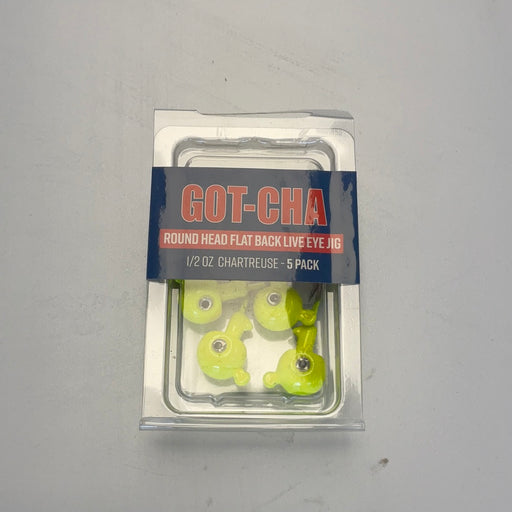 GOT-CHA
ROUND HEAD FLAT BACK LIVE EYE JIG
1/2 OZ CHARTREUSE - 5 PACK